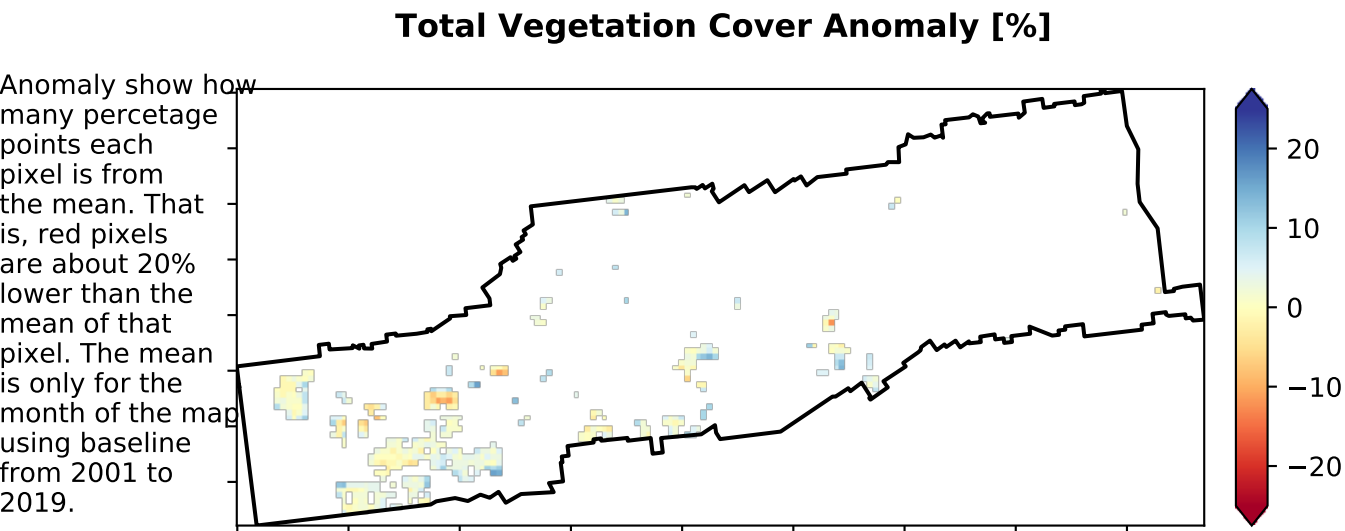 Total Vegetation Cover Anomaly [%]
Anomaly show how
many percetage
points each
pixel is from
the mean. That
is, red pixels
are about 20%
lower than the
mean of that
pixel. The mean
is only for the
month of the map
using baseline
from 2001 to
2019.
20
10
0
−10
−20